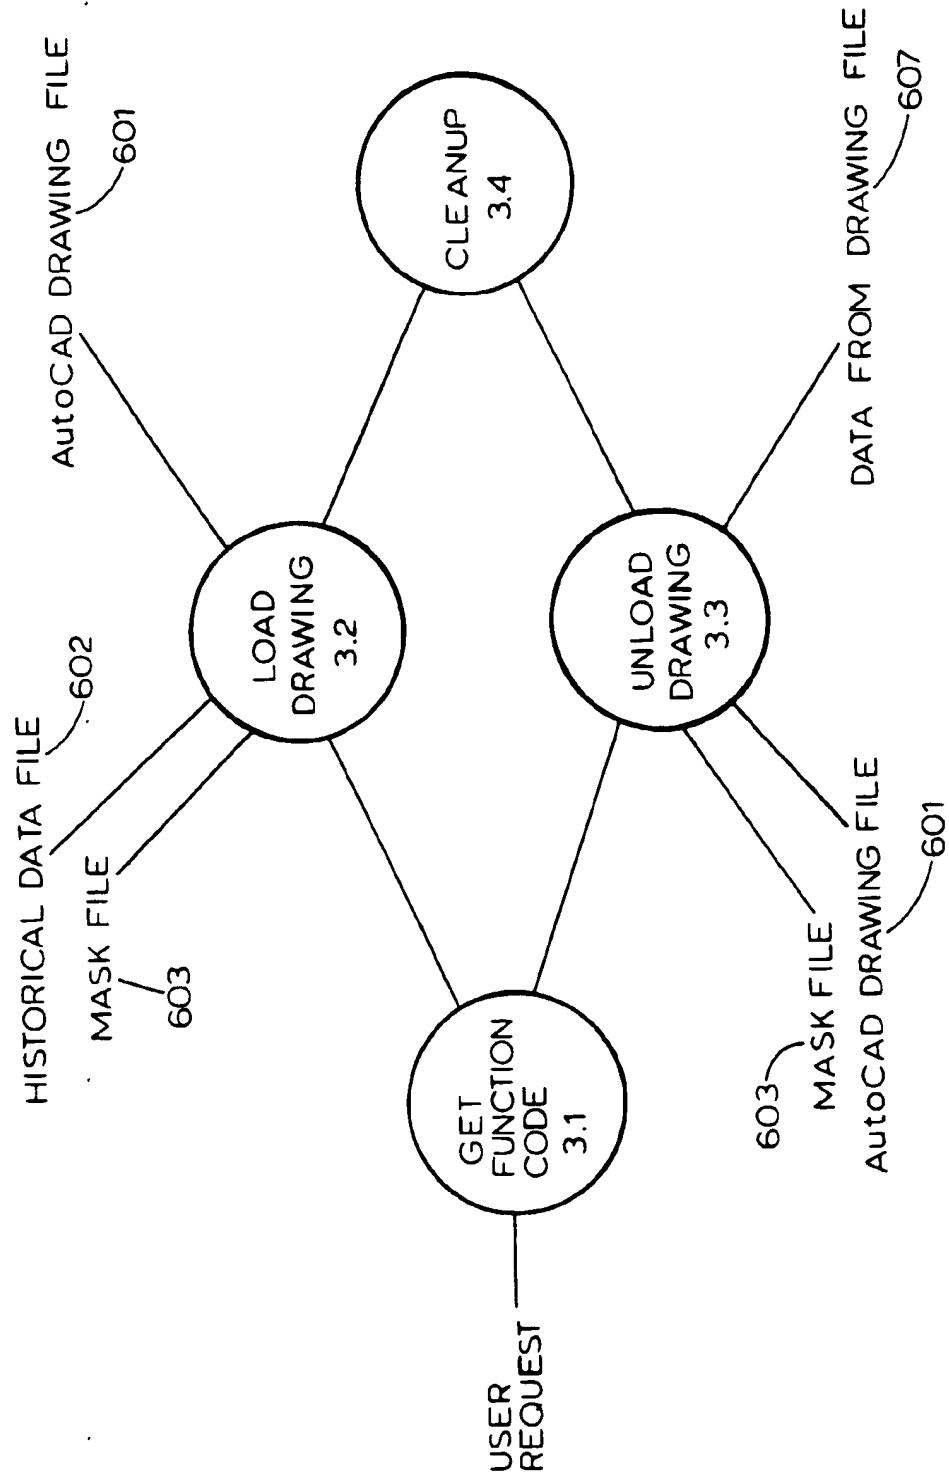 HISTORICAL DATA FILE
602
MASK FILE
603
AutoCAD DRAWING FILE
601
LOAD
DRAWING
3.2
USER
REQUEST
GET
FUNCTION
CODE
3.1
CLEANUP
3.4
UNLOAD
DRAWING
3.3
603
MASK FILE
AutoCAD DRAWING FILE
601
DATA FROM DRAWING FILE
607